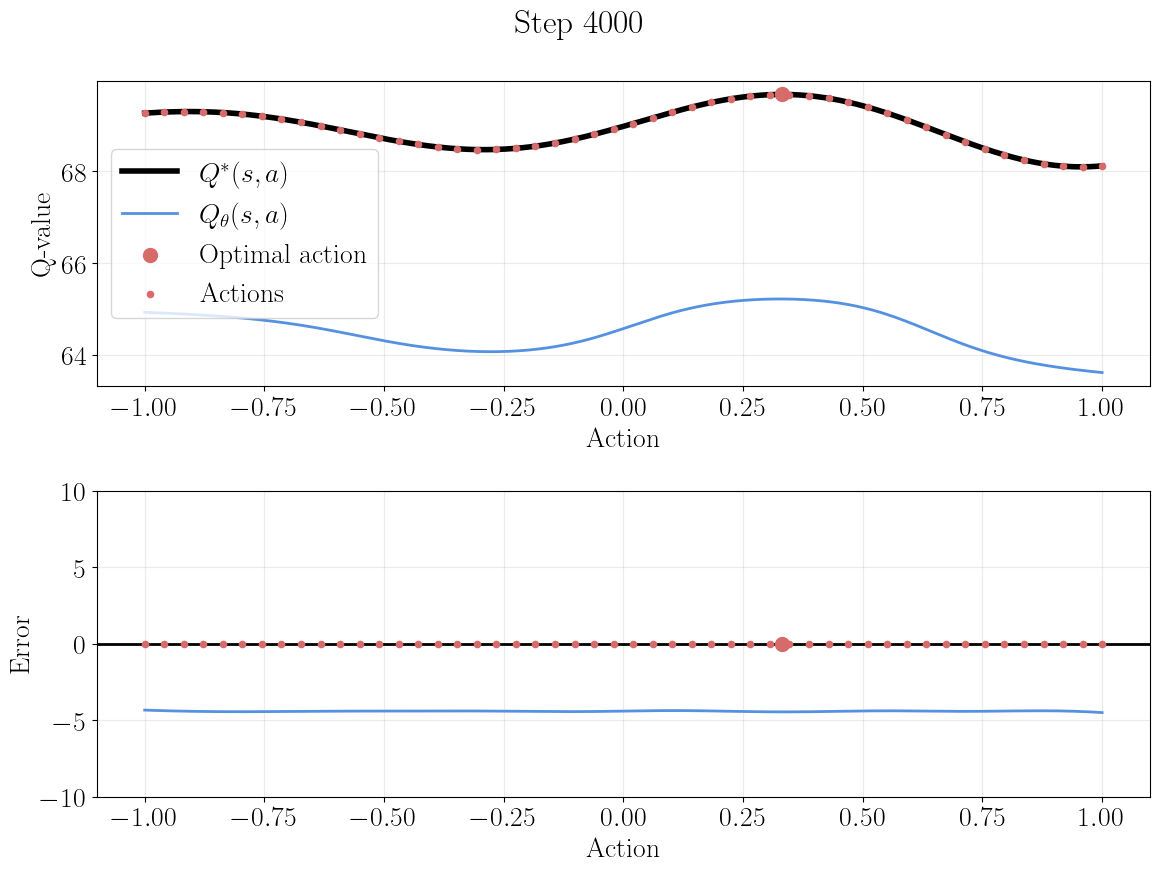 Step 4000
Q-value
68
66
64
Q*(s, a)
Qθ(s, a)
Optimal action
Actions
−1.00 −0.75 −0.50 −0.25 0.00 0.25 0.50 0.75 1.00
Action
Error
10
5
0
−5
−10
−1.00 −0.75 −0.50 −0.25 0.00 0.25 0.50 0.75 1.00
Action